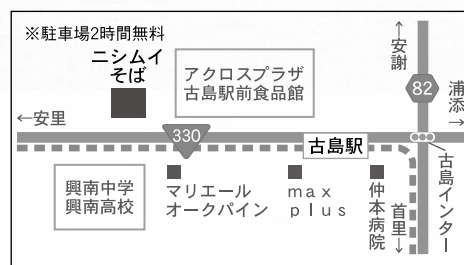 ※駐車場2時間無料
ニシムイ
そば
アクロスプラザ
古島駅前食品館
←安謝
82
浦添→
←安里
330
古島駅
古島インター
興南中学
興南高校
マリエール
オークパイン
max
plus
仲本病院
首里→